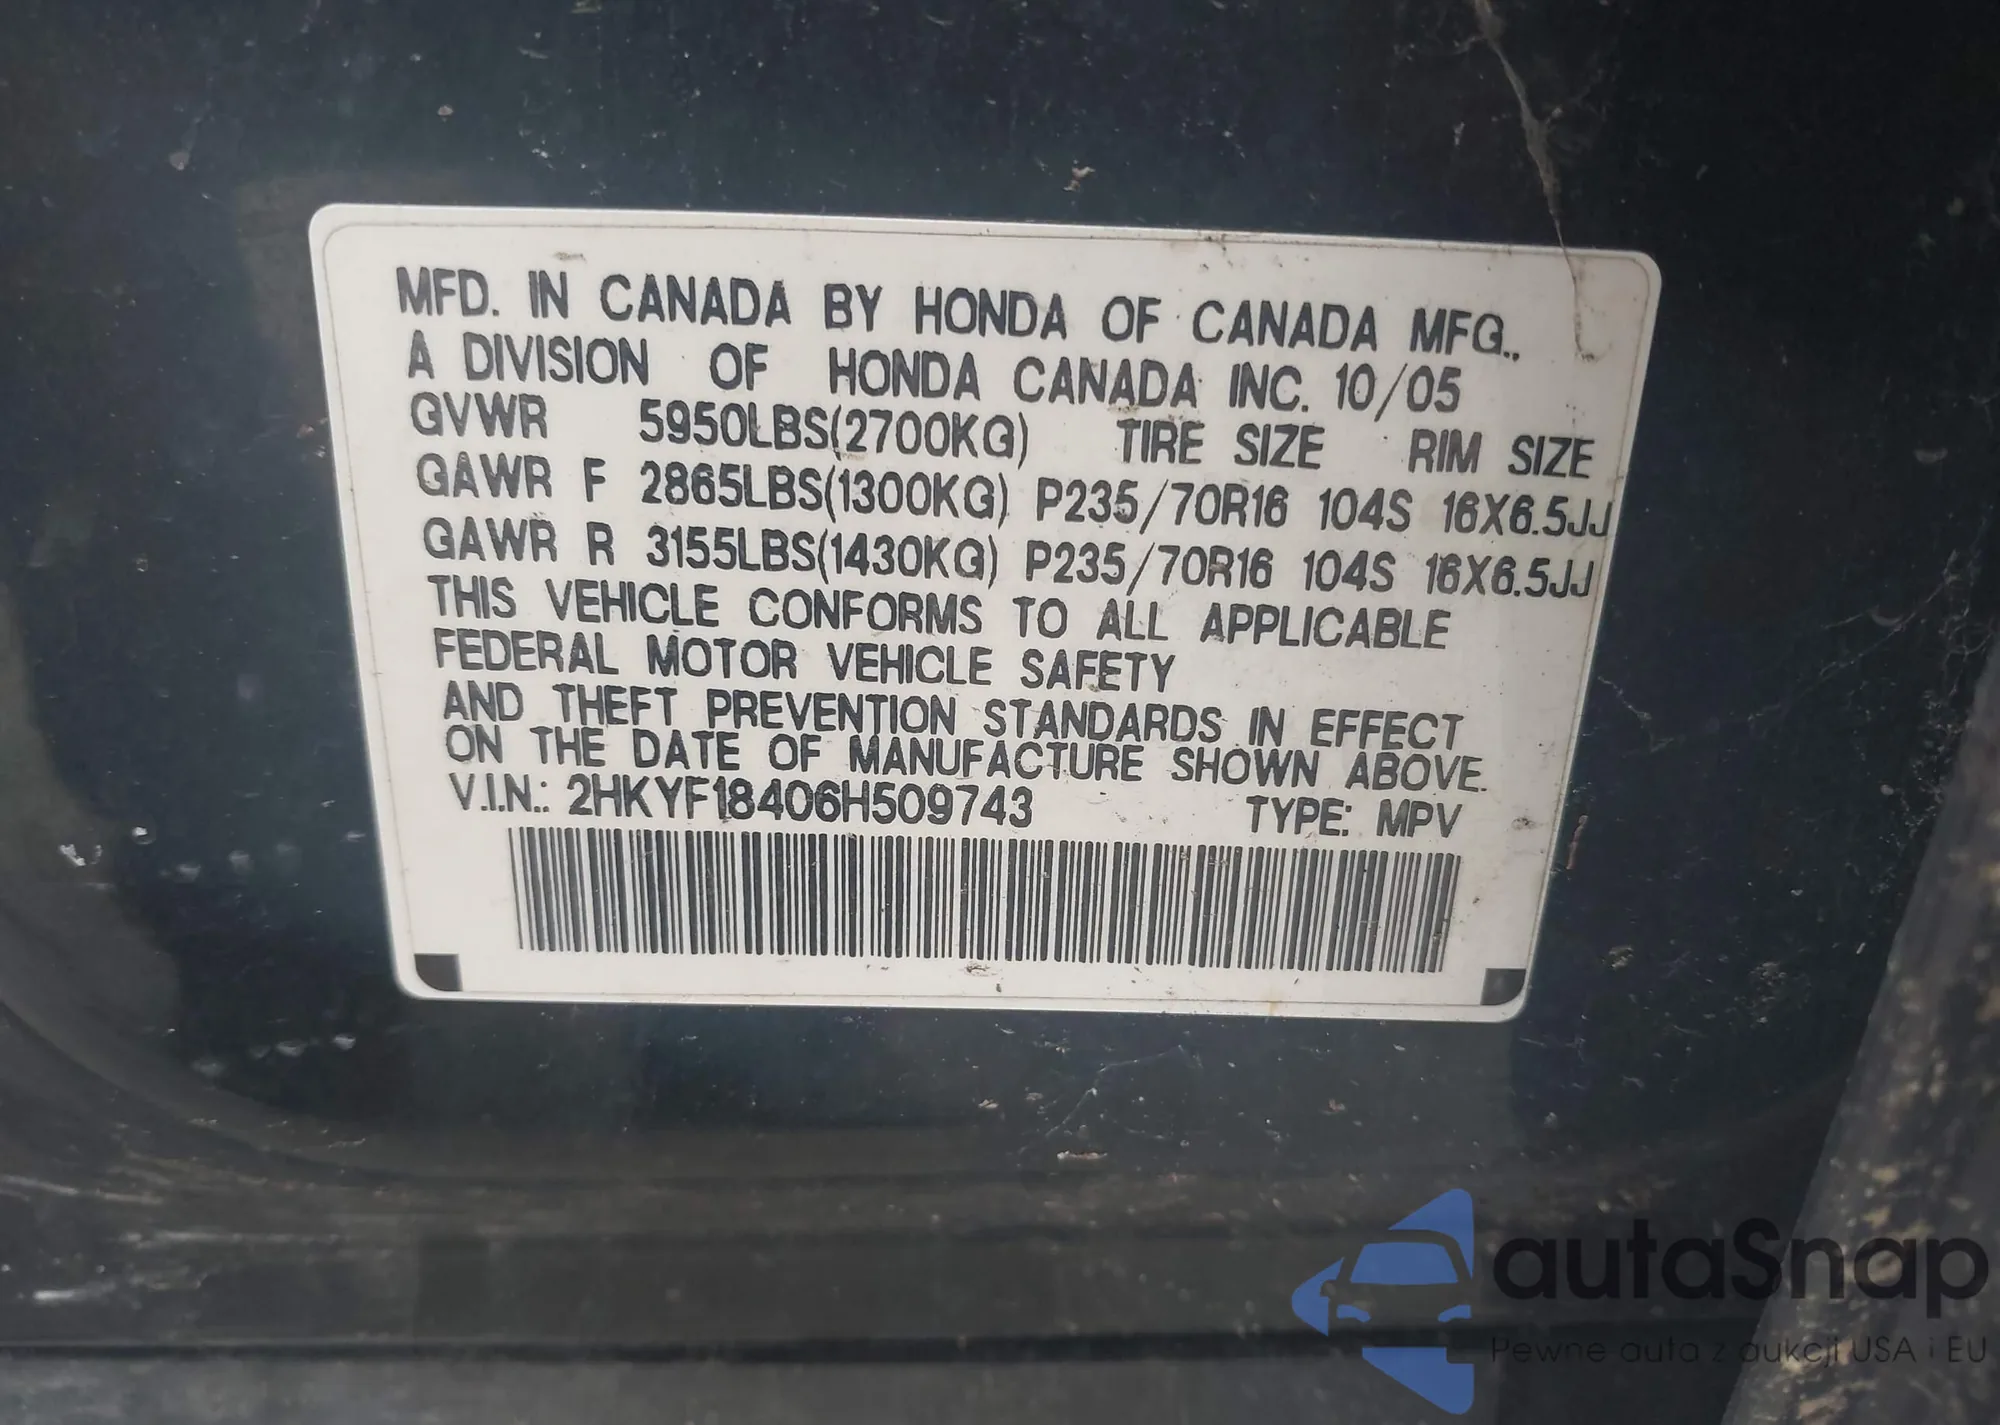 MFD. IN CANADA BY HONDA OF CANADA MFG.,
A DIVISION OF HONDA CANADA INC. 10/05
GVWR 5950LBS(2700KG) TIRE SIZE RIM SIZE
GAWR F 2865LBS(1300KG) P235/70R16 104S 16X6.5JJ
GAWR R 3155LBS(1430KG) P235/70R16 104S 16X6.5JJ
THIS VEHICLE CONFORMS TO ALL APPLICABLE
FEDERAL MOTOR VEHICLE SAFETY
AND THEFT PREVENTION STANDARDS IN EFFECT
ON THE DATE OF MANUFACTURE SHOWN ABOVE.
V.I.N.: 2HKYF18406H509743 TYPE: MPV
autaSnap
Pewne auta z aukcji USA i EU